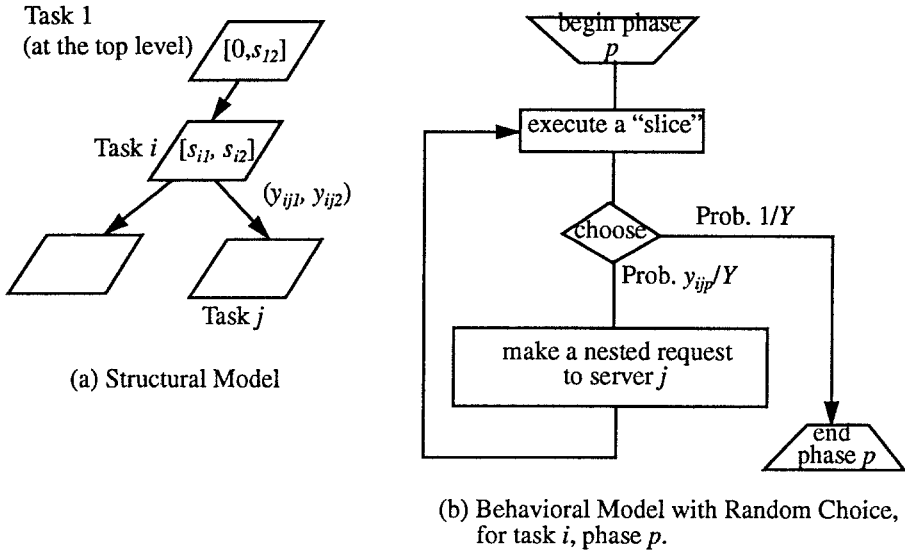 Task 1
(at the top level)
[0,s12]
Task i
[si1, si2]
(yij1, yij2)
Task j
(a) Structural Model
begin phase
p
execute a “slice”
choose
Prob. 1/Y
Prob. yijp/Y
make a nested request
to server j
end
phase p
(b) Behavioral Model with Random Choice,
for task i, phase p.